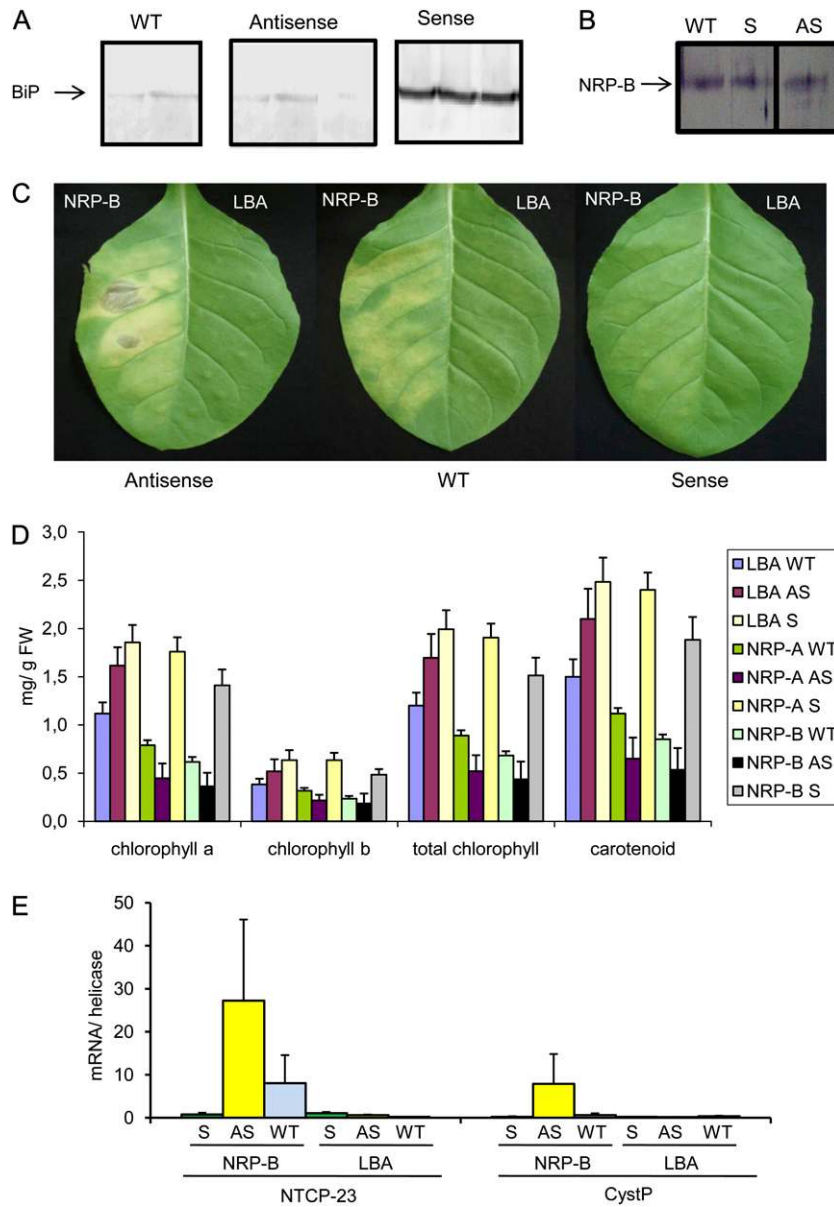 A
WT
Antisense
Sense
BiP
B
WT S AS
NRP-B
C
NRP-B LBA NRP-B LBA NRP-B LBA
Antisense WT Sense
D
3,0
2,5
2,0
1,5
1,0
0,5
0,0
mg/ g FW
chlorophyll a chlorophyll b total chlorophyll carotenoid
LBA WT
LBA AS
LBA S
NRP-A WT
NRP-A AS
NRP-A S
NRP-B WT
NRP-B AS
NRP-B S
E
50
40
30
20
10
0
mRNA/ helicase
S AS WT S AS WT S AS WT S AS WT
NRP-B LBA NRP-B LBA
NTCP-23 CystP